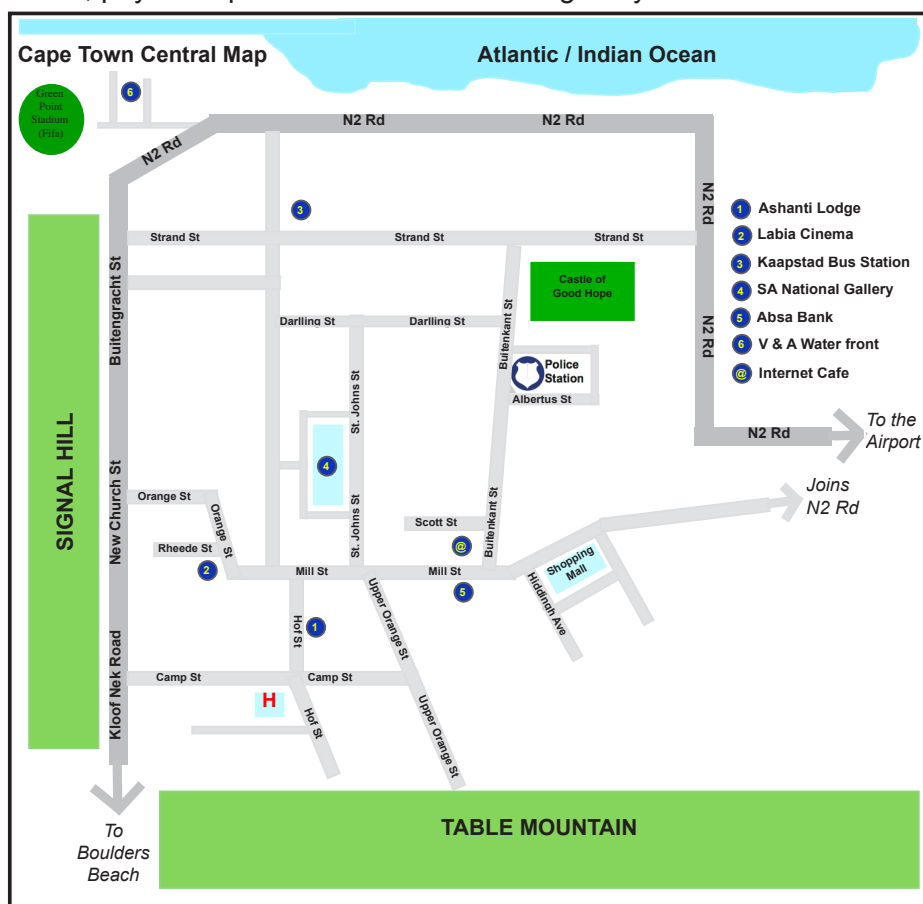 Cape Town Central Map
Atlantic / Indian Ocean
Green
Point
Stadium
(Fifa)
6
N2 Rd
N2 Rd
N2 Rd
N2 Rd
N2 Rd
N2 Rd
3
Strand St
Strand St
Strand St
Buitengracht St
Castle of
Good Hope
Darlling St
Darlling St
Buitenkant St
Police
Station
Albertus St
St. Johns St
St. Johns St
4
1 Ashanti Lodge
2 Labia Cinema
3 Kaapstad Bus Station
4 SA National Gallery
5 Absa Bank
6 V & A Water front
@ Internet Cafe
To the
Airport
Joins
N2 Rd
SIGNAL HILL
New Church St
Orange St
Orange St
Rheede St
2
Scott St
@
Buitenkant St
Mill St
Mill St
5
Shopping
Mall
Hiddingh Ave
Hof St
1
Upper Orange St
Upper Orange St
Kloof Nek Road
Camp St
Camp St
H
Hof St
To
Boulders
Beach
TABLE MOUNTAIN